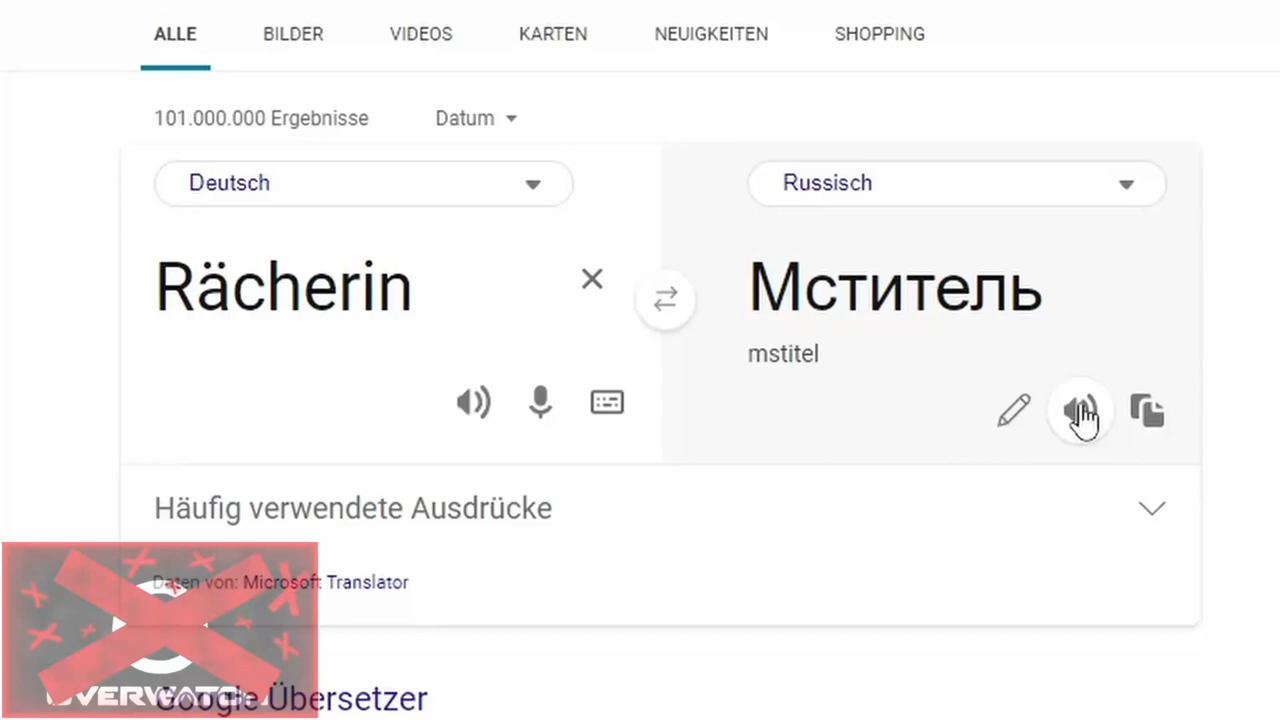 ALLE BILDER VIDEOS KARTEN NEUIGKEITEN SHOPPING
101.000.000 Ergebnisse Datum
Deutsch Russisch
Rächerin Мститель
mstitel
Häufig verwendete Ausdrücke
Daten von: Microsoft Translator
OVERWATCH
Google Übersetzer